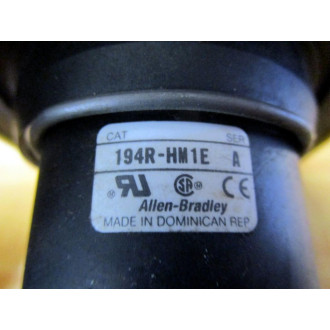 CAT SER
194R-HM1E A
Allen-Bradley
MADE IN DOMINICAN REP